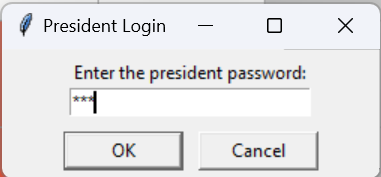 President Login
Enter the president password:
***
OK
Cancel